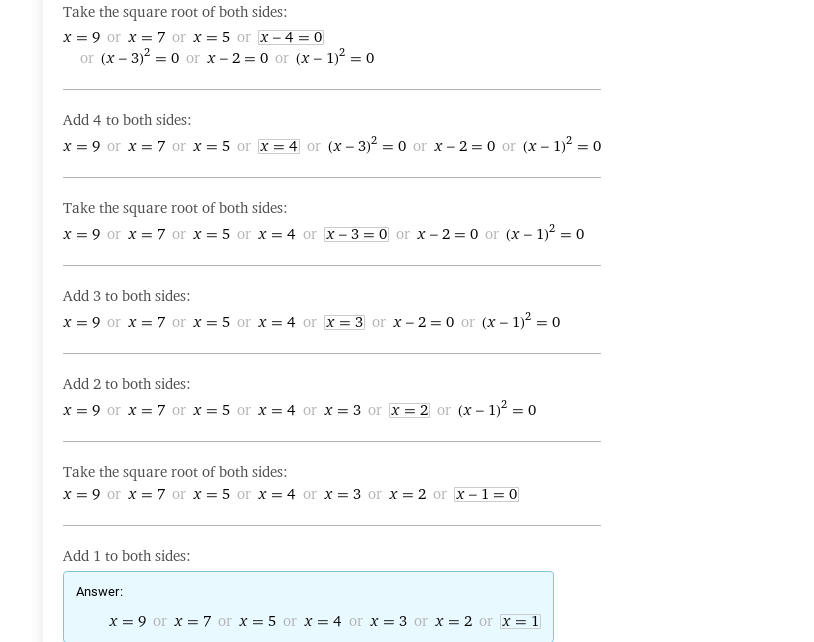 Take the square root of both sides:
x = 9 or x = 7 or x = 5 or x − 4 = 0
or (x − 3)² = 0 or x − 2 = 0 or (x − 1)² = 0
Add 4 to both sides:
x = 9 or x = 7 or x = 5 or x = 4 or (x − 3)² = 0 or x − 2 = 0 or (x − 1)² = 0
Take the square root of both sides:
x = 9 or x = 7 or x = 5 or x = 4 or x − 3 = 0 or x − 2 = 0 or (x − 1)² = 0
Add 3 to both sides:
x = 9 or x = 7 or x = 5 or x = 4 or x = 3 or x − 2 = 0 or (x − 1)² = 0
Add 2 to both sides:
x = 9 or x = 7 or x = 5 or x = 4 or x = 3 or x = 2 or (x − 1)² = 0
Take the square root of both sides:
x = 9 or x = 7 or x = 5 or x = 4 or x = 3 or x = 2 or x − 1 = 0
Add 1 to both sides:
Answer:
x = 9 or x = 7 or x = 5 or x = 4 or x = 3 or x = 2 or x = 1